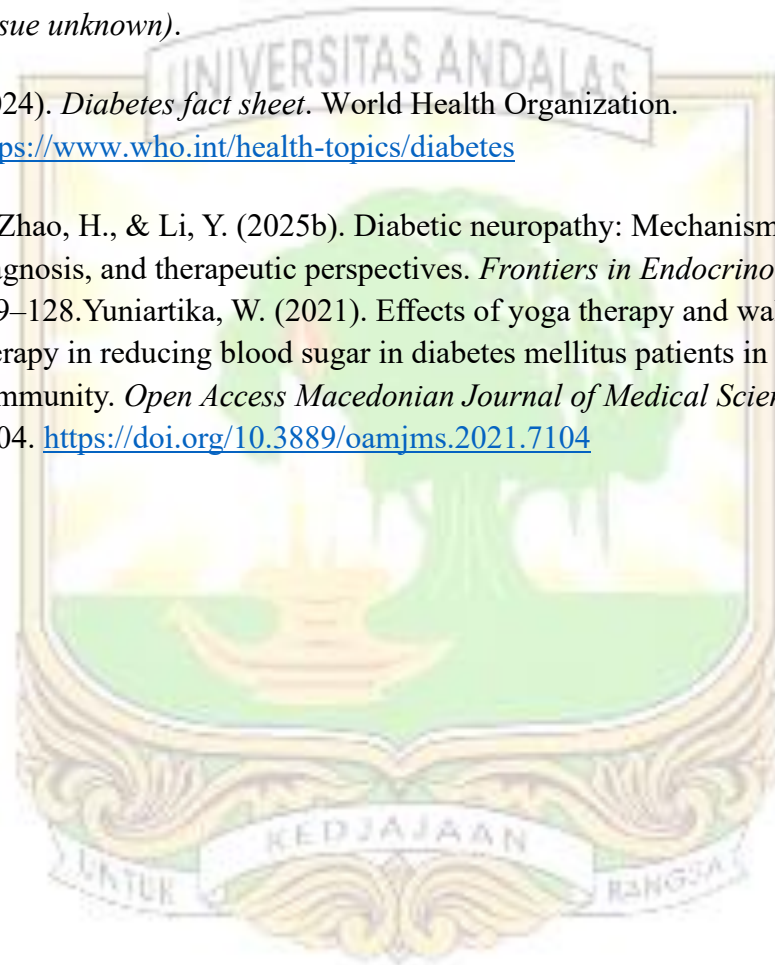 sue unknown).
UNIVERSITAS ANDALAS
024). Diabetes fact sheet. World Health Organization.
ps://www.who.int/health-topics/diabetes
Zhao, H., & Li, Y. (2025b). Diabetic neuropathy: Mechanism
agnosis, and therapeutic perspectives. Frontiers in Endocrino
9–128.Yuniartika, W. (2021). Effects of yoga therapy and wa
erapy in reducing blood sugar in diabetes mellitus patients in
mmunity. Open Access Macedonian Journal of Medical Scien
04. https://doi.org/10.3889/oamjms.2021.7104
KEDJAJAAN
UNTUK
BANGSA